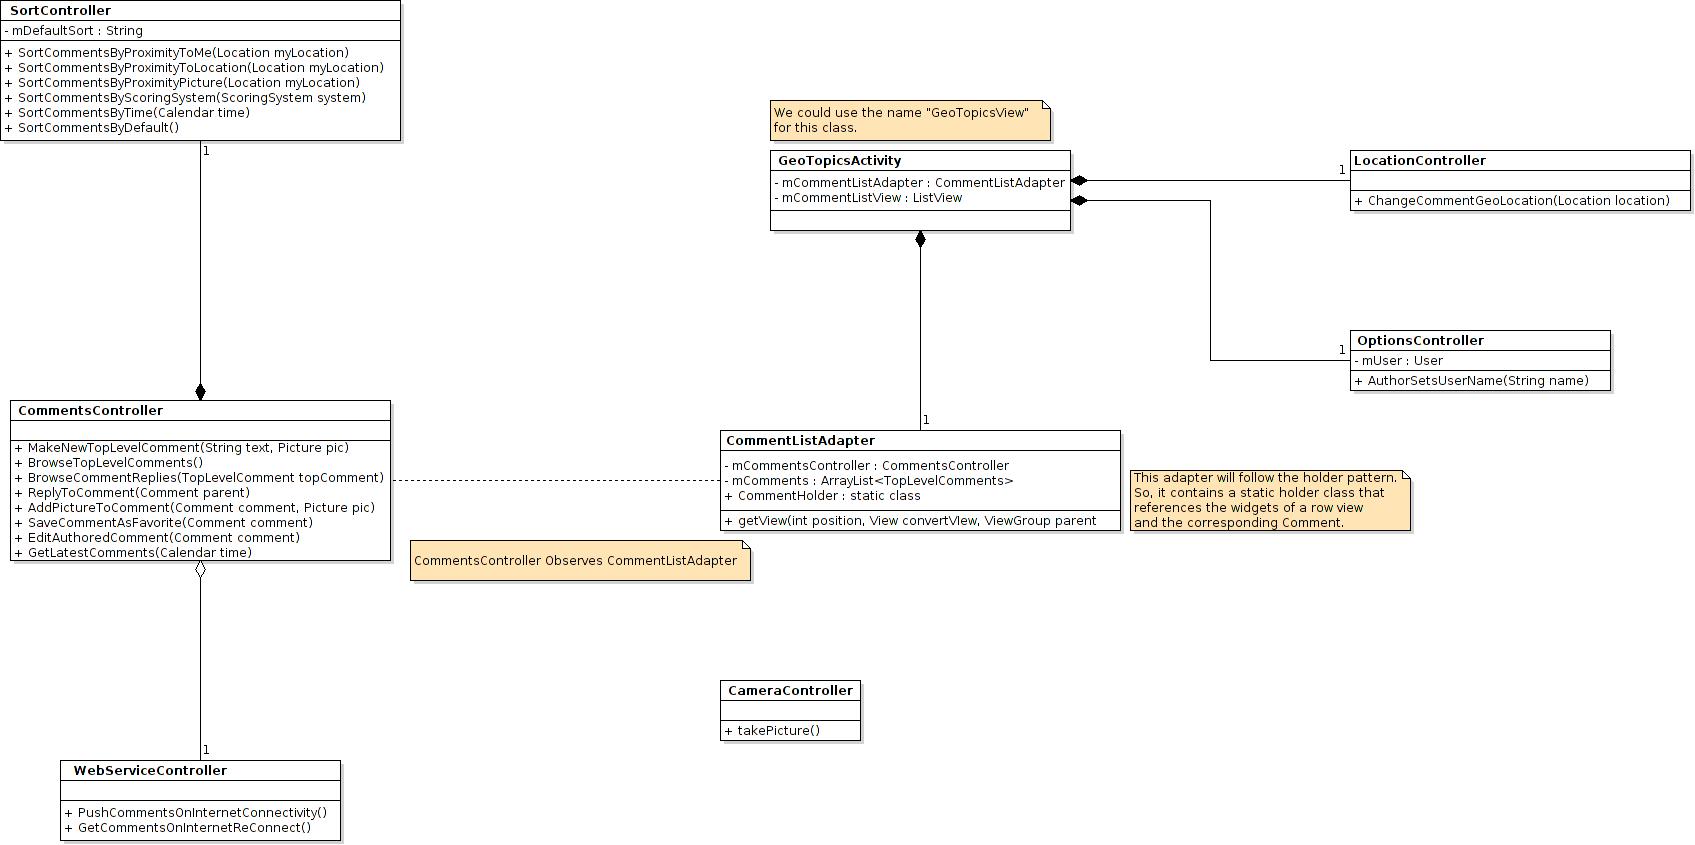 SortController
- mDefaultSort : String
+ SortCommentsByProximityToMe(Location myLocation)
+ SortCommentsByProximityToLocation(Location myLocation)
+ SortCommentsByProximityPicture(Location myLocation)
+ SortCommentsByScoringSystem(ScoringSystem system)
+ SortCommentsByTime(Calendar time)
+ SortCommentsByDefault()
1
We could use the name "GeoTopicsView"
for this class.
GeoTopicsActivity
- mCommentListAdapter : CommentListAdapter
- mCommentListView : ListView
1
LocationController
+ ChangeCommentGeoLocation(Location location)
1
OptionsController
- mUser : User
+ AuthorSetsUserName(String name)
CommentsController
+ MakeNewTopLevelComment(String text, Picture pic)
+ BrowseTopLevelComments()
+ BrowseCommentReplies(TopLevelComment topComment)
+ ReplyToComment(Comment parent)
+ AddPictureToComment(Comment comment, Picture pic)
+ SaveCommentAsFavorite(Comment comment)
+ EditAuthoredComment(Comment comment)
+ GetLatestComments(Calendar time)
1
CommentListAdapter
- mCommentsController : CommentsController
- mComments : ArrayList<TopLevelComments>
+ CommentHolder : static class
+ getView(int position, View convertVIew, ViewGroup parent
This adapter will follow the holder pattern.
So, it contains a static holder class that
references the widgets of a row view
and the corresponding Comment.
CommentsController Observes CommentListAdapter
CameraController
+ takePicture()
1
WebServiceController
+ PushCommentsOnInternetConnectivity()
+ GetCommentsOnInternetReConnect()